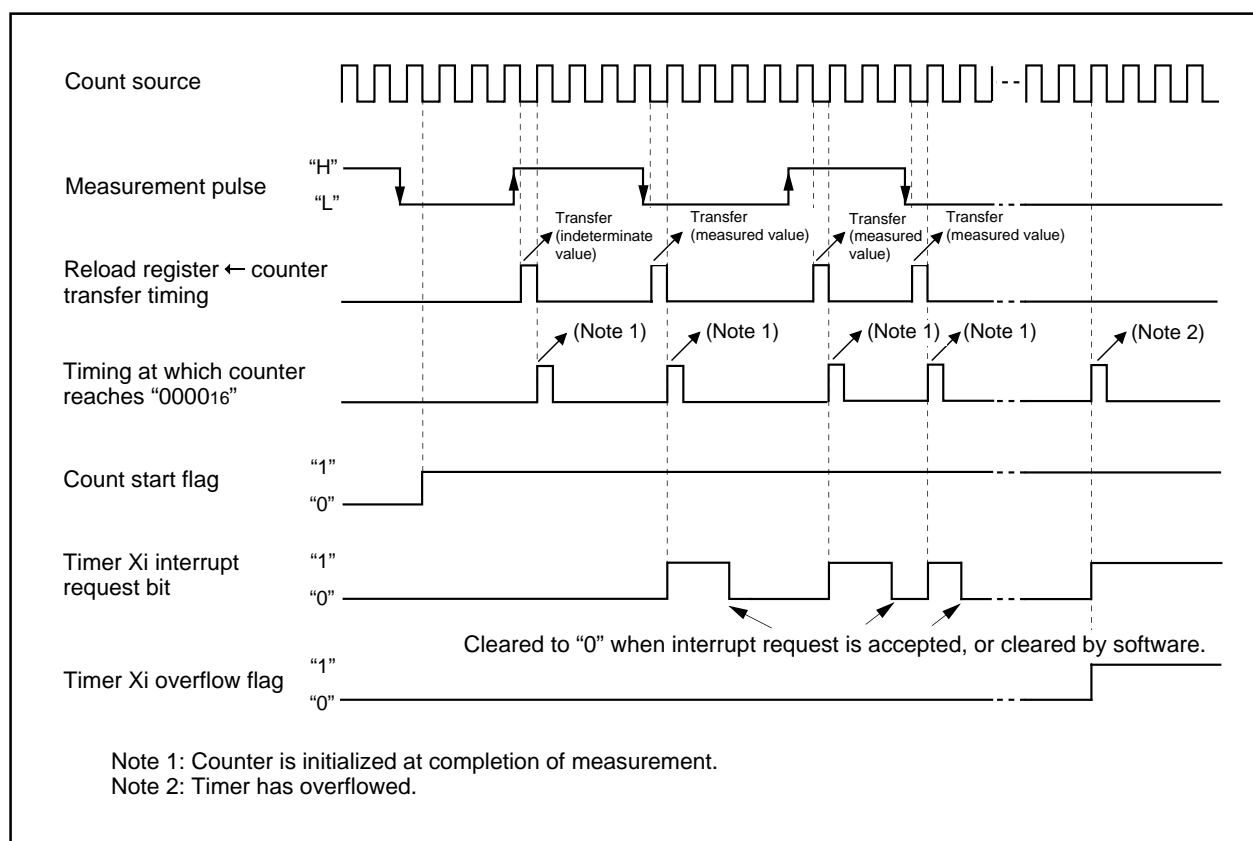 Count source
Measurement pulse
“H”
“L”
Transfer
(indeterminate
value)
Transfer
(measured value)
Transfer
(measured
value)
Transfer
(measured value)
Reload register ← counter
transfer timing
(Note 1)
(Note 1)
(Note 1)
(Note 1)
(Note 2)
Timing at which counter
reaches “000016”
Count start flag
“1”
“0”
Timer Xi interrupt
request bit
“1”
“0”
Cleared to “0” when interrupt request is accepted, or cleared by software.
Timer Xi overflow flag
“1”
“0”
Note 1: Counter is initialized at completion of measurement.
Note 2: Timer has overflowed.